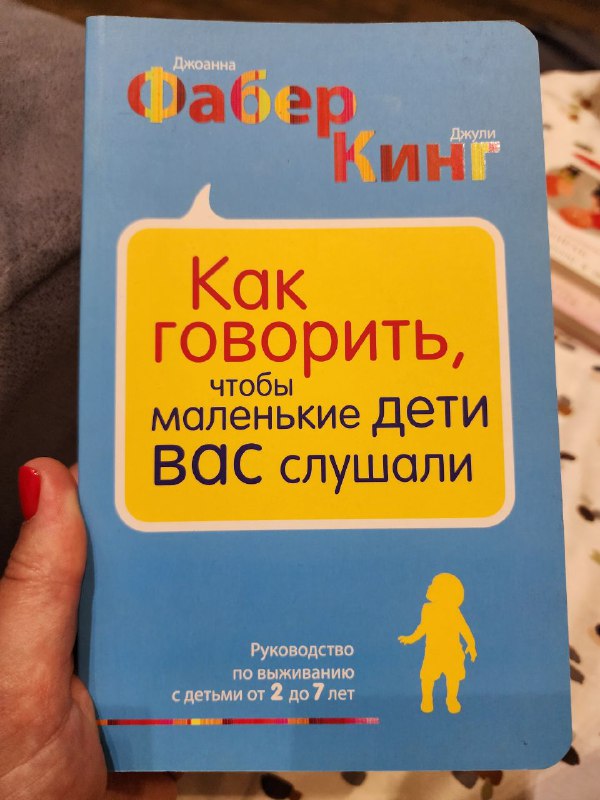 Джоанна
Фабер
Джули
Кинг
Как
говорить,
чтобы
маленькие дети
вас слушали
Руководство
по выживанию
с детьми от 2 до 7 лет